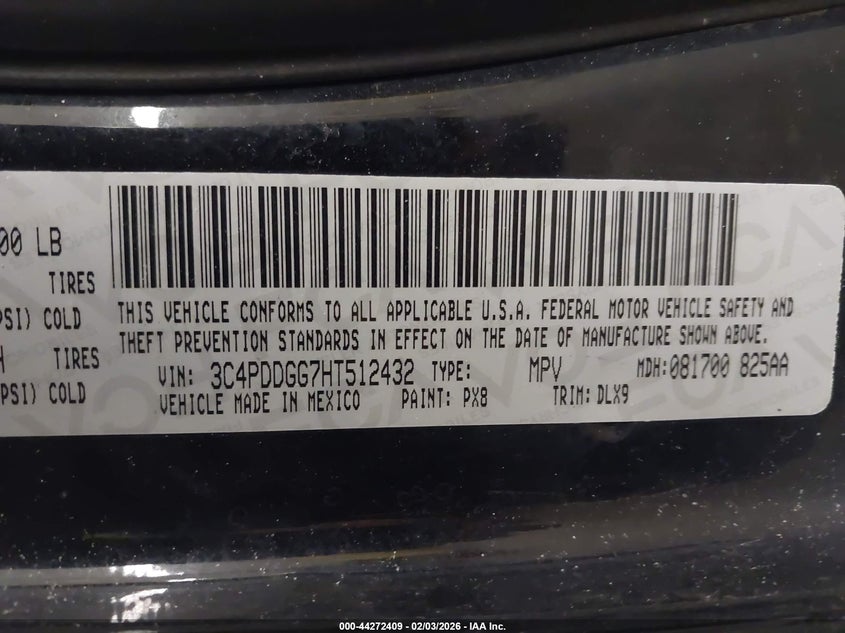 00 LB
TIRES
PSI) COLD
TIRES
PSI) COLD
THIS VEHICLE CONFORMS TO ALL APPLICABLE U.S.A. FEDERAL MOTOR VEHICLE SAFETY AND
THEFT PREVENTION STANDARDS IN EFFECT ON THE DATE OF MANUFACTURE SHOWN ABOVE.
VIN: 3C4PDDGG7HT512432 TYPE: MPV MDH: 081700 825AA
VEHICLE MADE IN MEXICO PAINT: PX8 TRIM: DLX9
000-44272409 - 02/03/2026 - IAA Inc.